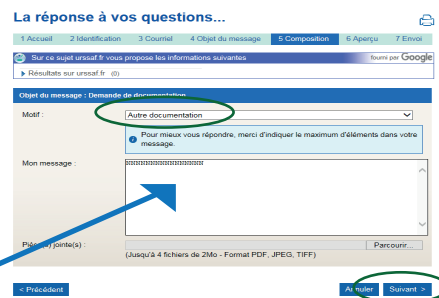 La réponse à vos questions...
1 Accueil 2 Identification 3 Courriel 4 Objet du message 5 Composition 6 Aperçu 7 Envoi
Sur ce sujet urssaf.fr vous propose les informations suivantes fourni par Google
Résultats sur urssaf.fr (0)
Objet du message : Demande de documentation
Motif : Autre documentation
Pour mieux vous répondre, merci d'indiquer le maximum d'éléments dans votre
message.
Mon message :
Pièce(s) jointe(s) : Parcourir...
(Jusqu'à 4 fichiers de 2Mo - Format PDF, JPEG, TIFF)
< Précédent Annuler Suivant >